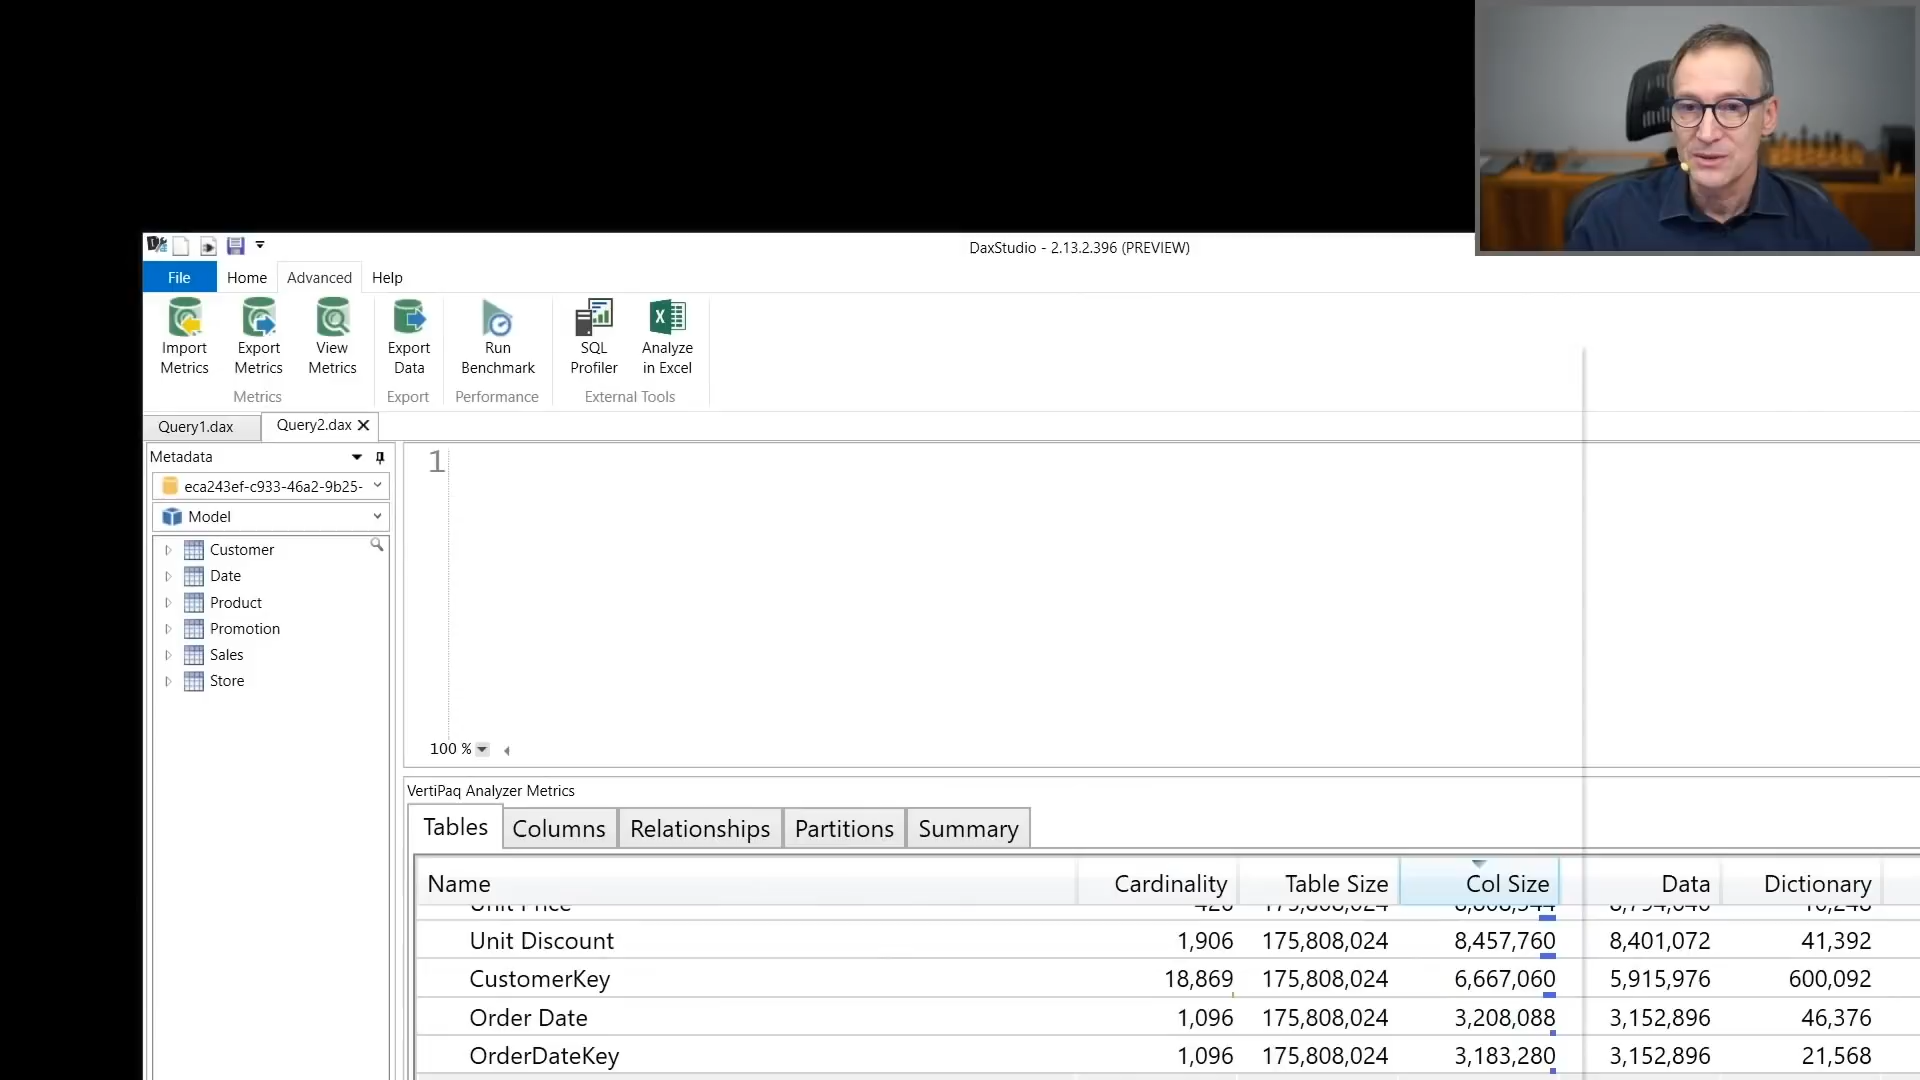 DaxStudio - 2.13.2.396 (PREVIEW)
File Home Advanced Help
Import Metrics
Export Metrics
View Metrics
Export Data
Run Benchmark
SQL Profiler
Analyze in Excel
Metrics Export Performance External Tools
Query1.dax Query2.dax
Metadata
eca243ef-c933-46a2-9b25-
Model
Customer
Date
Product
Promotion
Sales
Store
1
100 %
VertiPaq Analyzer Metrics
Tables Columns Relationships Partitions Summary
Name Cardinality Table Size Col Size Data Dictionary
Unit Discount 1,906 175,808,024 8,457,760 8,401,072 41,392
CustomerKey 18,869 175,808,024 6,667,060 5,915,976 600,092
Order Date 1,096 175,808,024 3,208,088 3,152,896 46,376
OrderDateKey 1,096 175,808,024 3,183,280 3,152,896 21,568